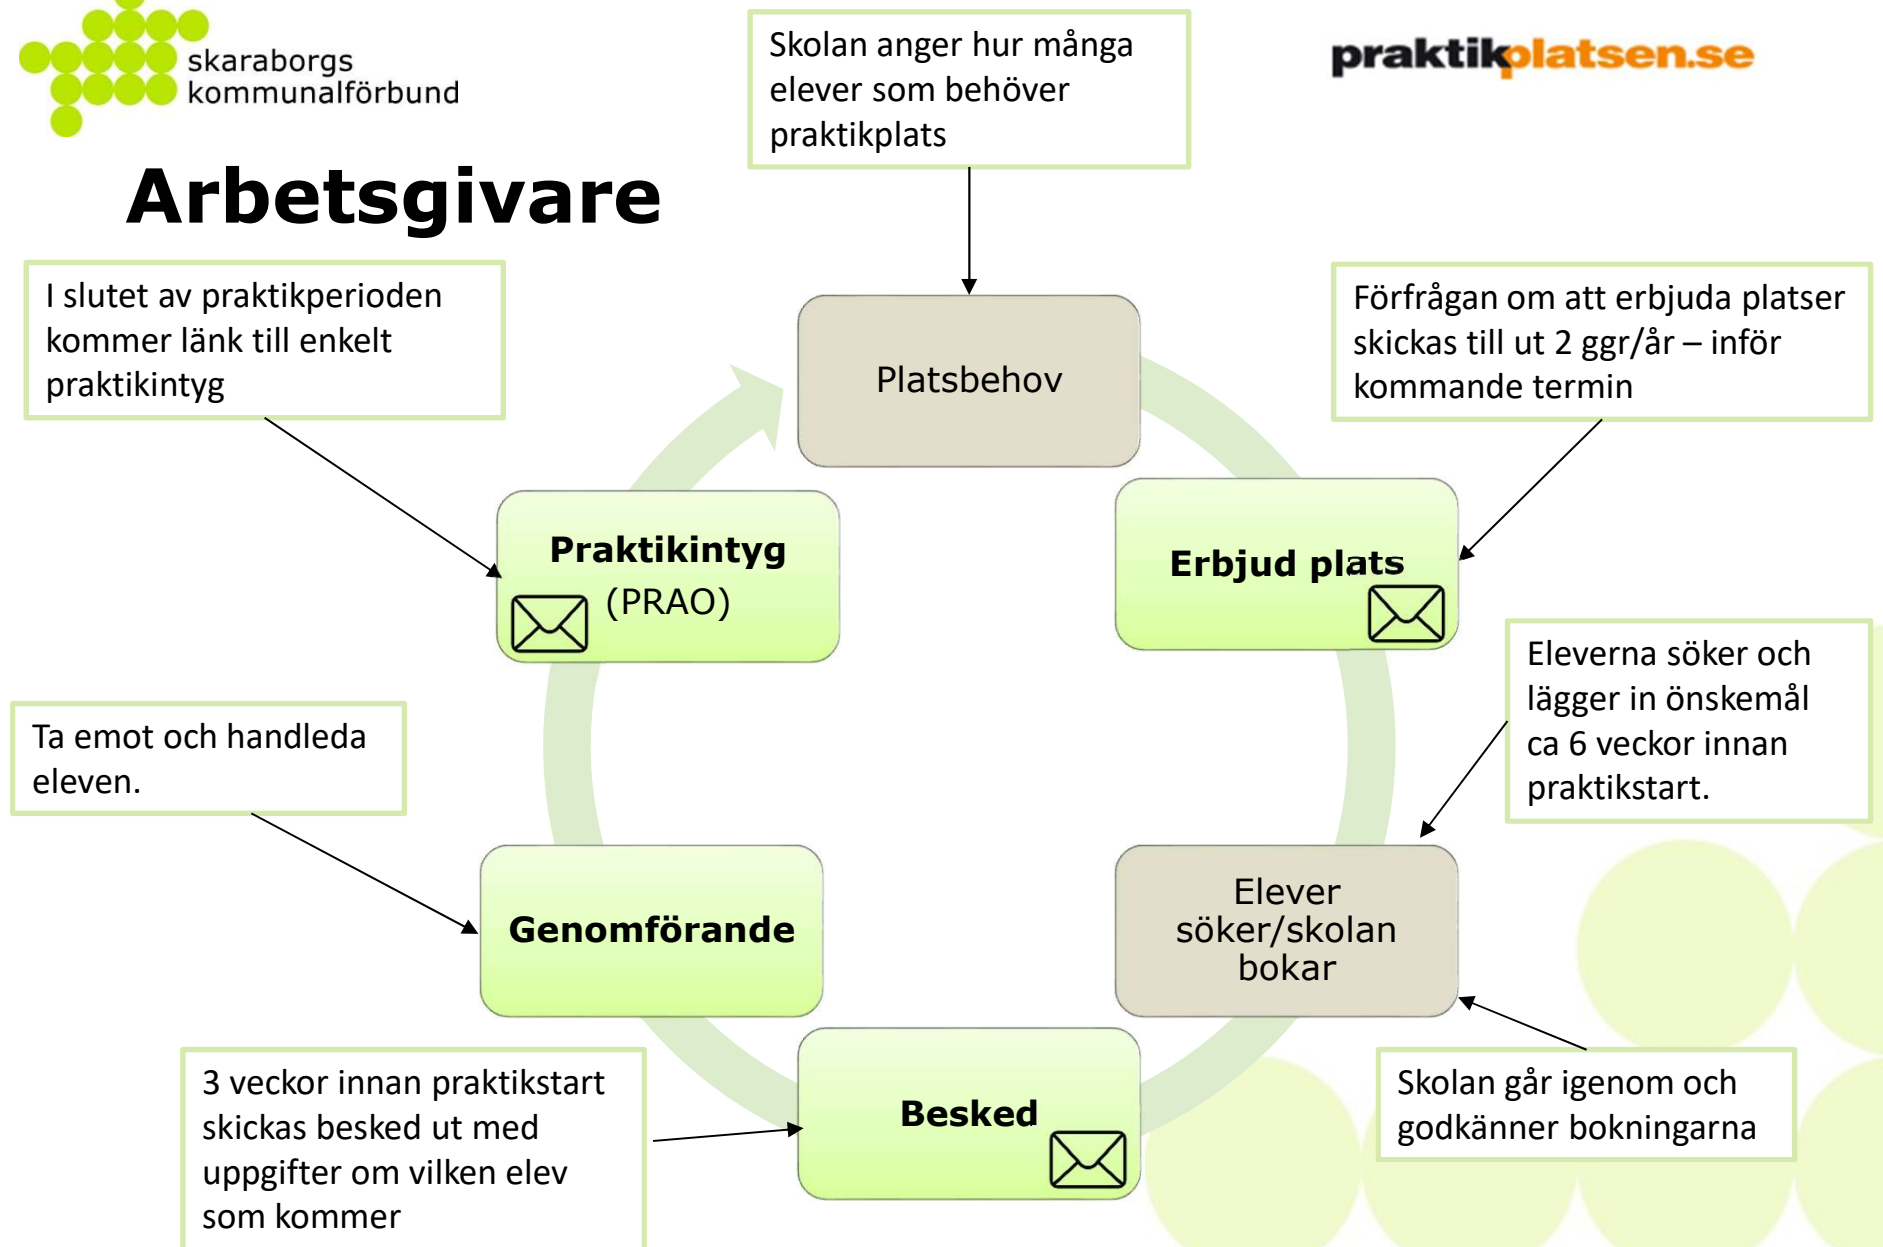 skaraborgs
kommunalförbund
praktikplatsen.se
Arbetsgivare
Skolan anger hur många
elever som behöver
praktikplats
Platsbehov
Förfrågan om att erbjuda platser
skickas till ut 2 ggr/år – inför
kommande termin
Erbjud plats
Eleverna söker och
lägger in önskemål
ca 6 veckor innan
praktikstart.
Elever
söker/skolan
bokar
Skolan går igenom och
godkänner bokningarna
Besked
3 veckor innan praktikstart
skickas besked ut med
uppgifter om vilken elev
som kommer
Genomförande
Ta emot och handleda
eleven.
Praktikintyg
(PRAO)
I slutet av praktikperioden
kommer länk till enkelt
praktikintyg